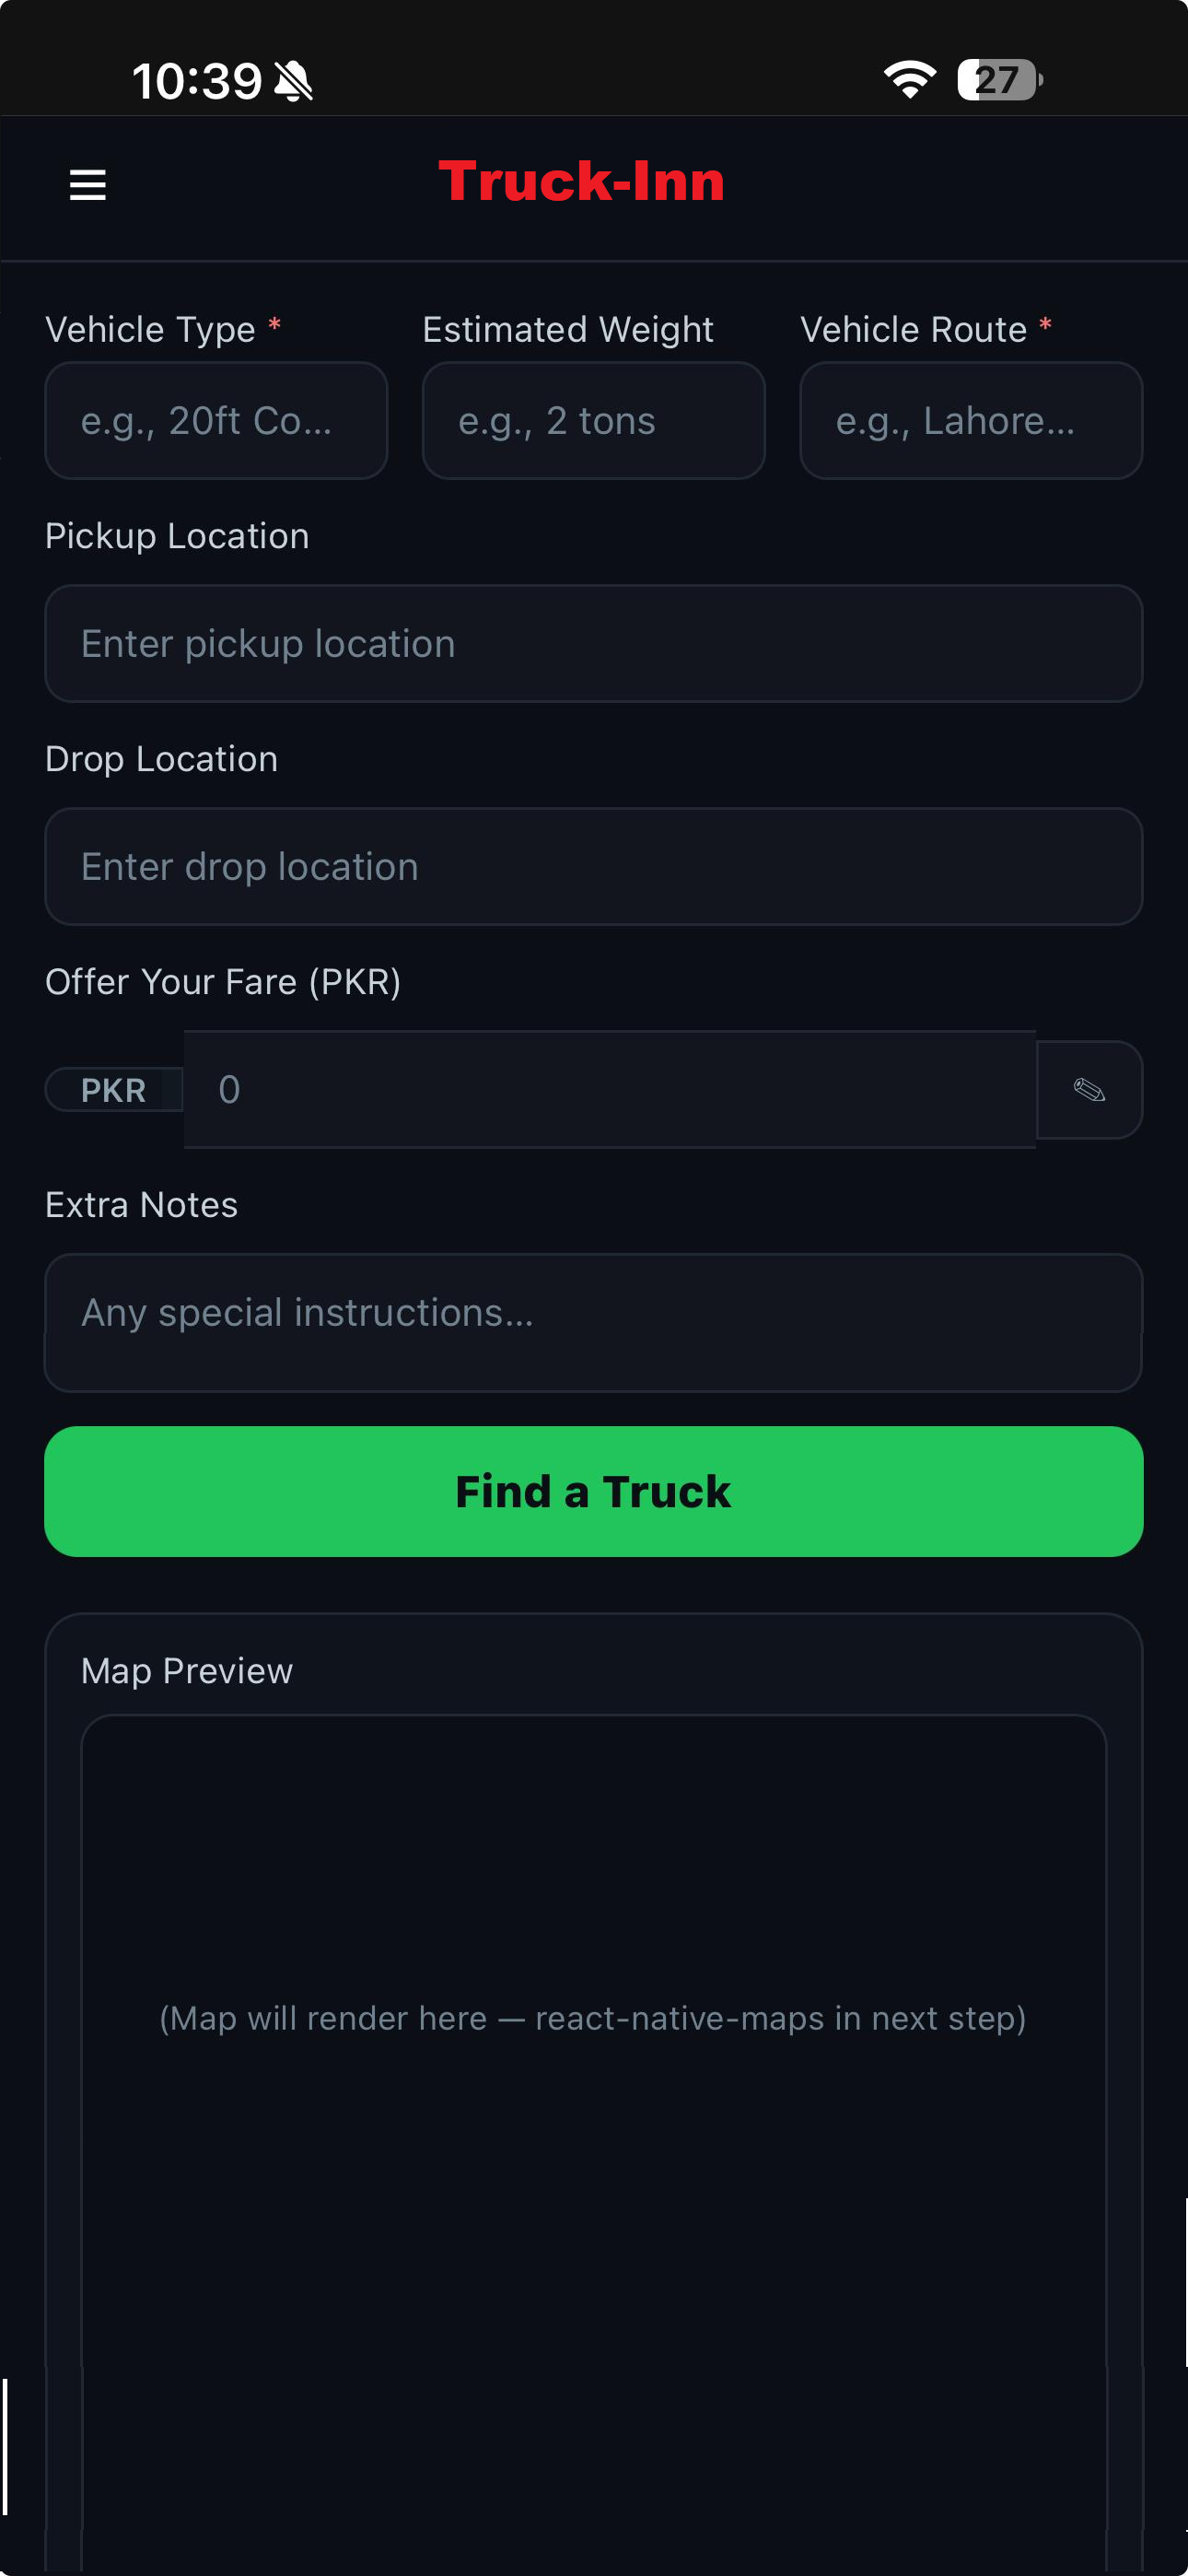 10:39
27
Truck-Inn
Vehicle Type * Estimated Weight Vehicle Route *
e.g., 20ft Co... e.g., 2 tons e.g., Lahore...
Pickup Location
Enter pickup location
Drop Location
Enter drop location
Offer Your Fare (PKR)
PKR 0
Extra Notes
Any special instructions...
Find a Truck
Map Preview
(Map will render here — react-native-maps in next step)